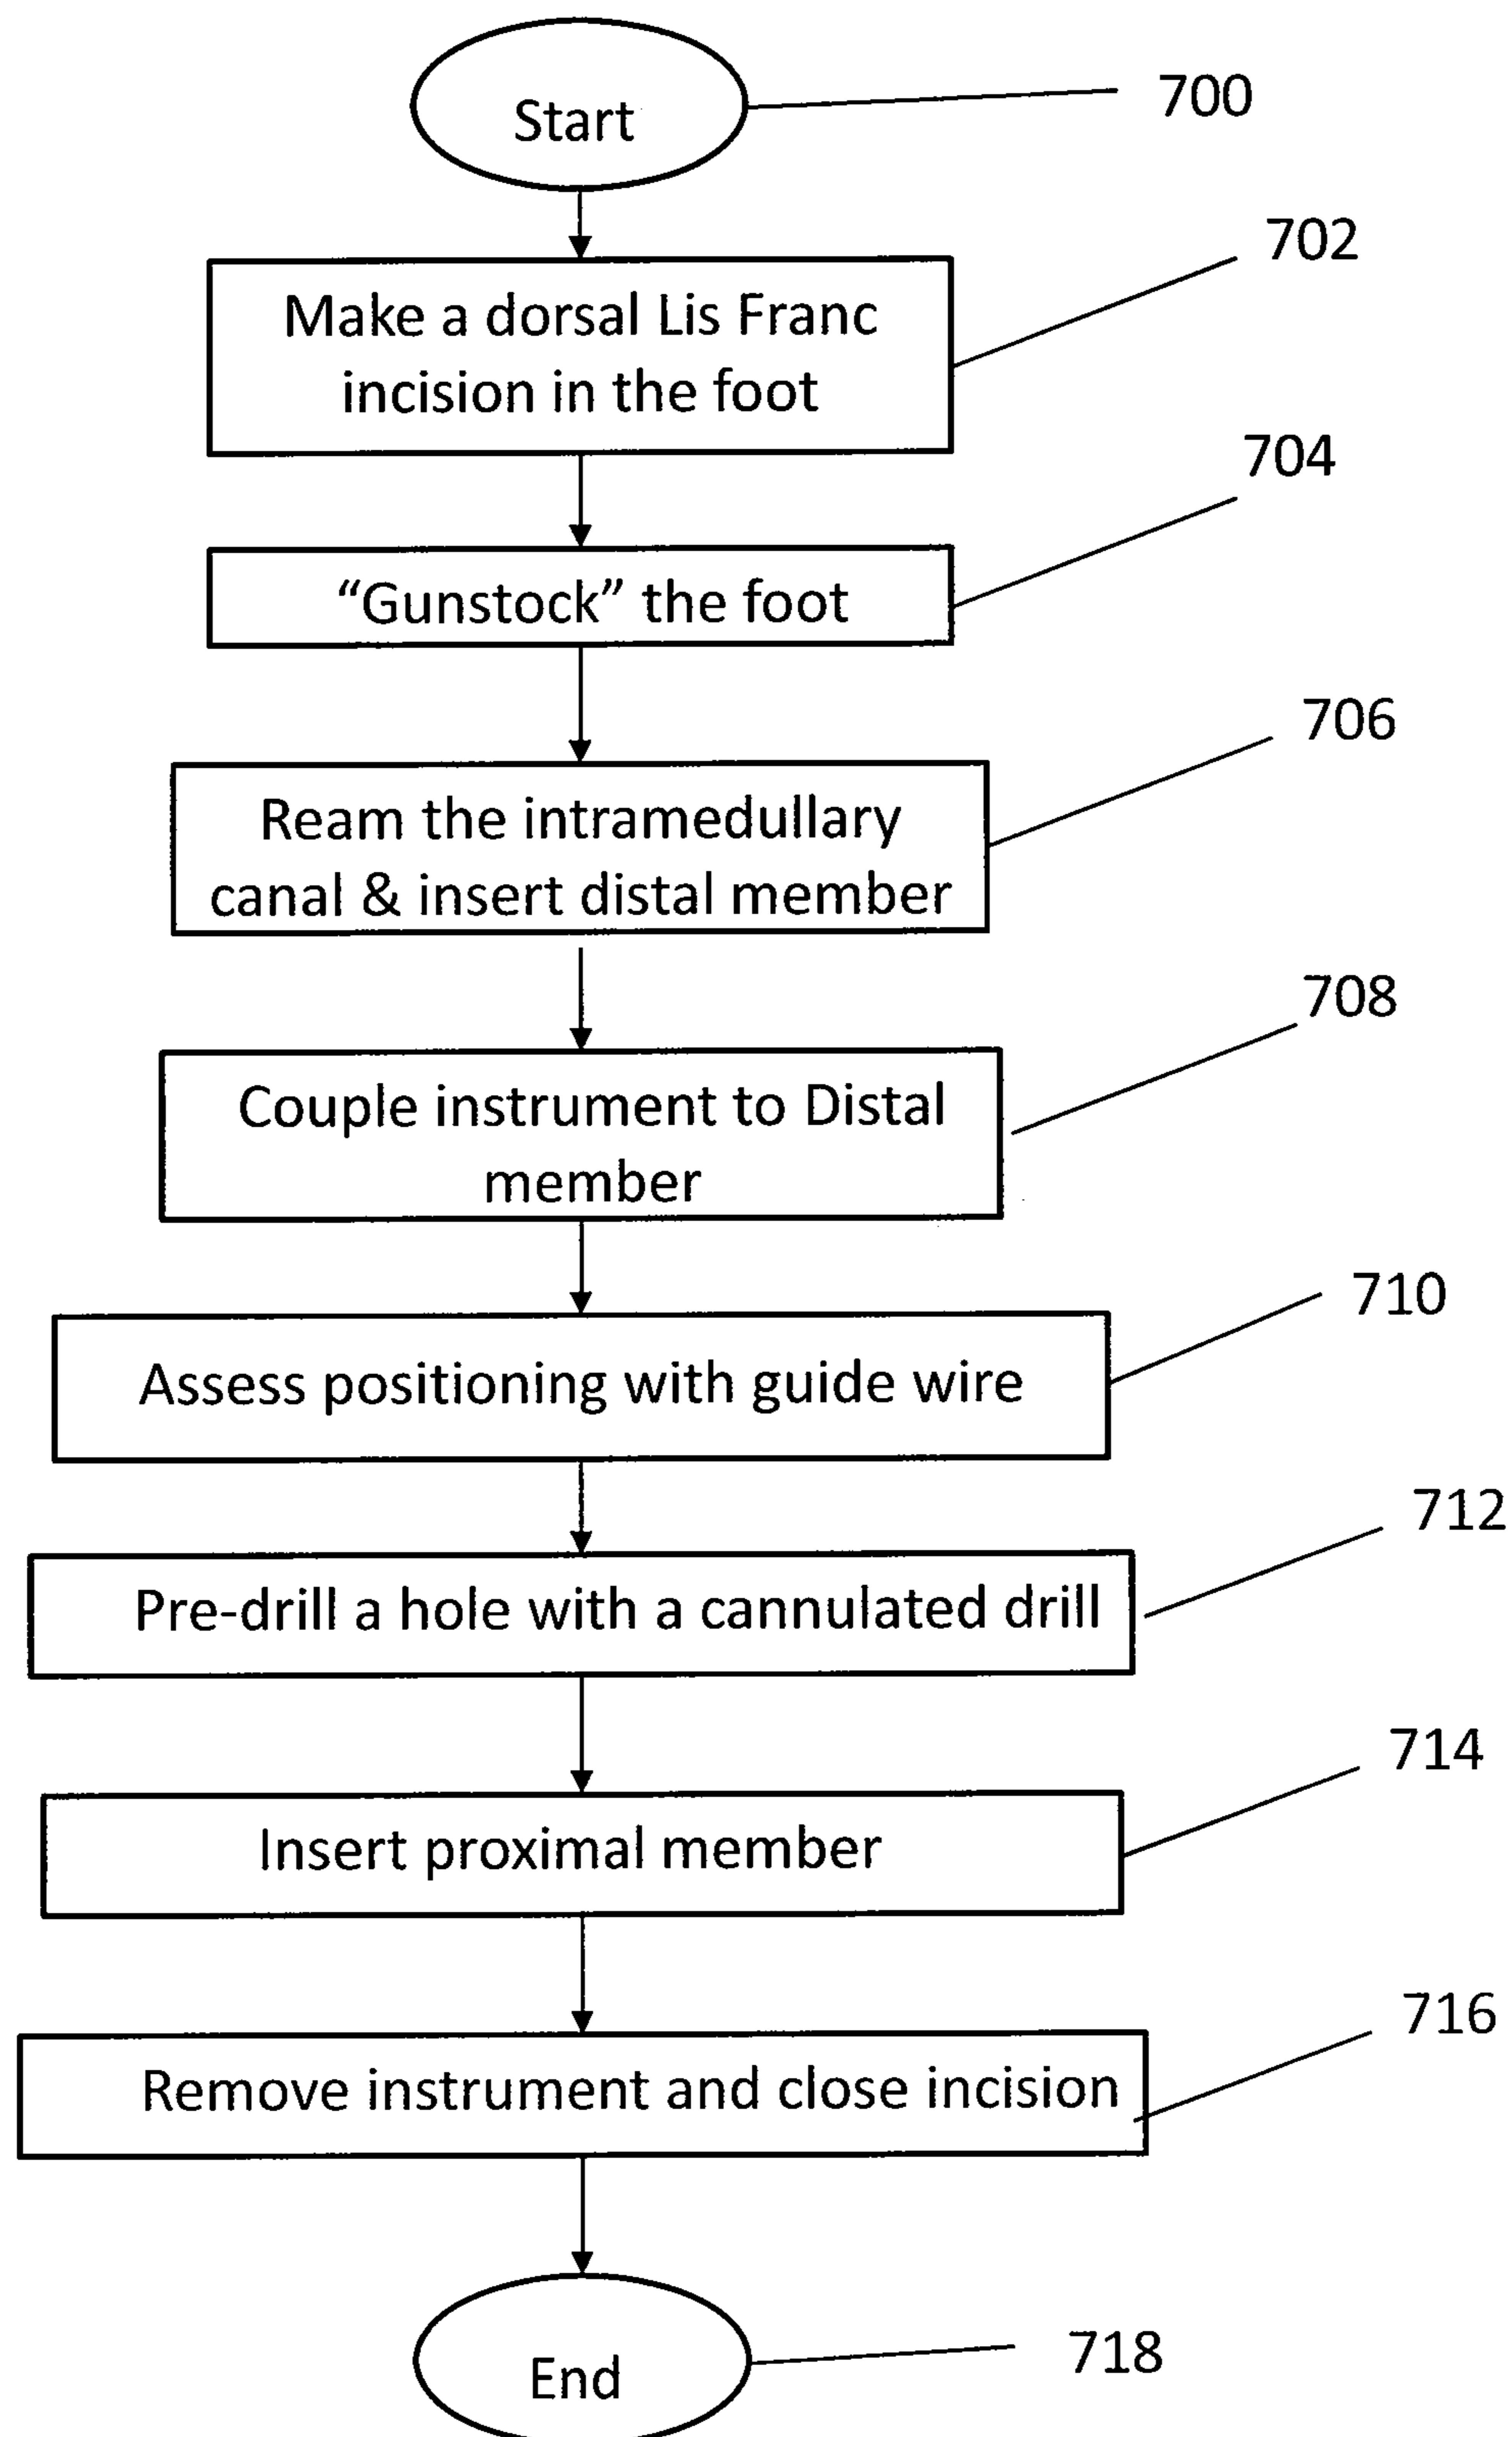 Start
700
702
Make a dorsal Lis Franc
incision in the foot
704
“Gunstock” the foot
706
Ream the intramedullary
canal & insert distal member
708
Couple instrument to Distal
member
710
Assess positioning with guide wire
712
Pre-drill a hole with a cannulated drill
714
Insert proximal member
716
Remove instrument and close incision
718
End